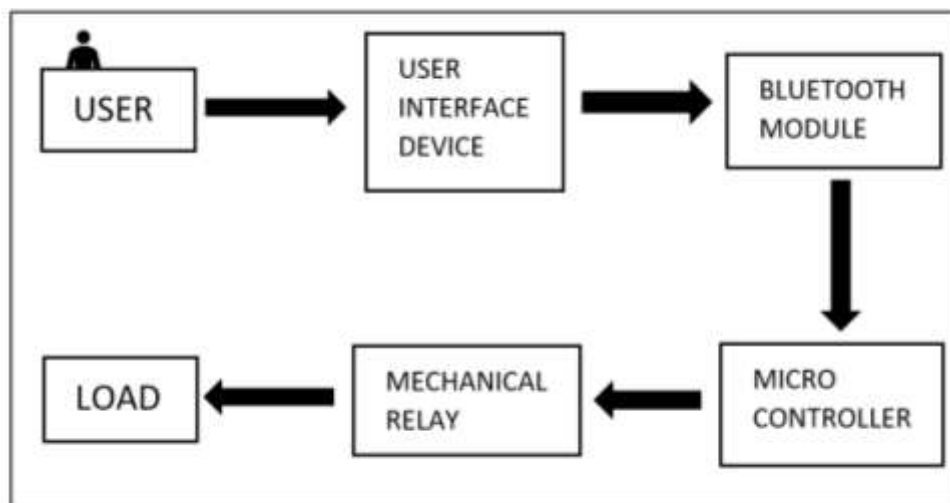 USER
USER
INTERFACE
DEVICE
BLUETOOTH
MODULE
LOAD
MECHANICAL
RELAY
MICRO
CONTROLLER